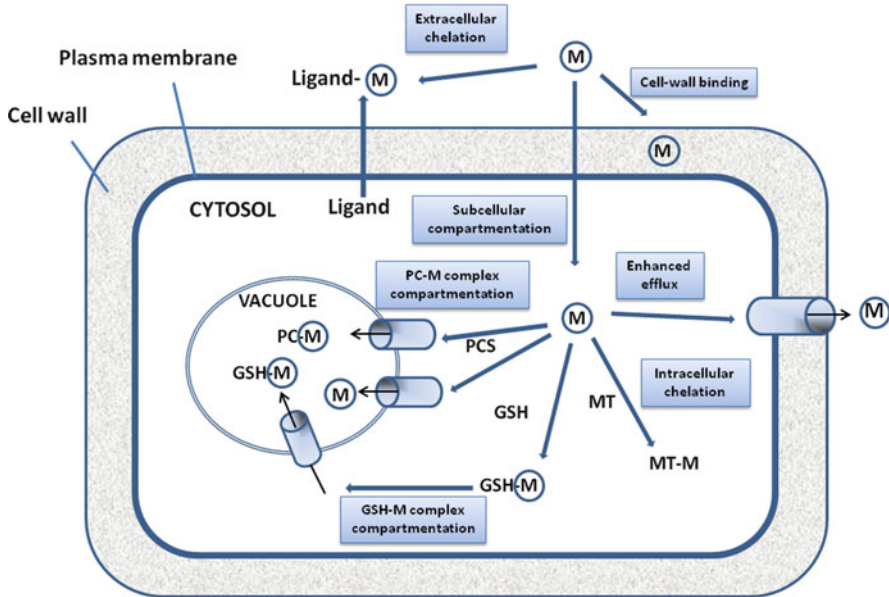 Extracellular
chelation
M
Plasma membrane
Ligand- M
Cell-wall binding
Cell wall
M
CYTOSOL
Ligand
Subcellular
compartmentation
PC-M complex
compartmentation
Enhanced
efflux
VACUOLE
M
M
PC-M
PCS
GSH-M
M
Intracellular
chelation
GSH
MT
MT-M
GSH-M
GSH-M complex
compartmentation